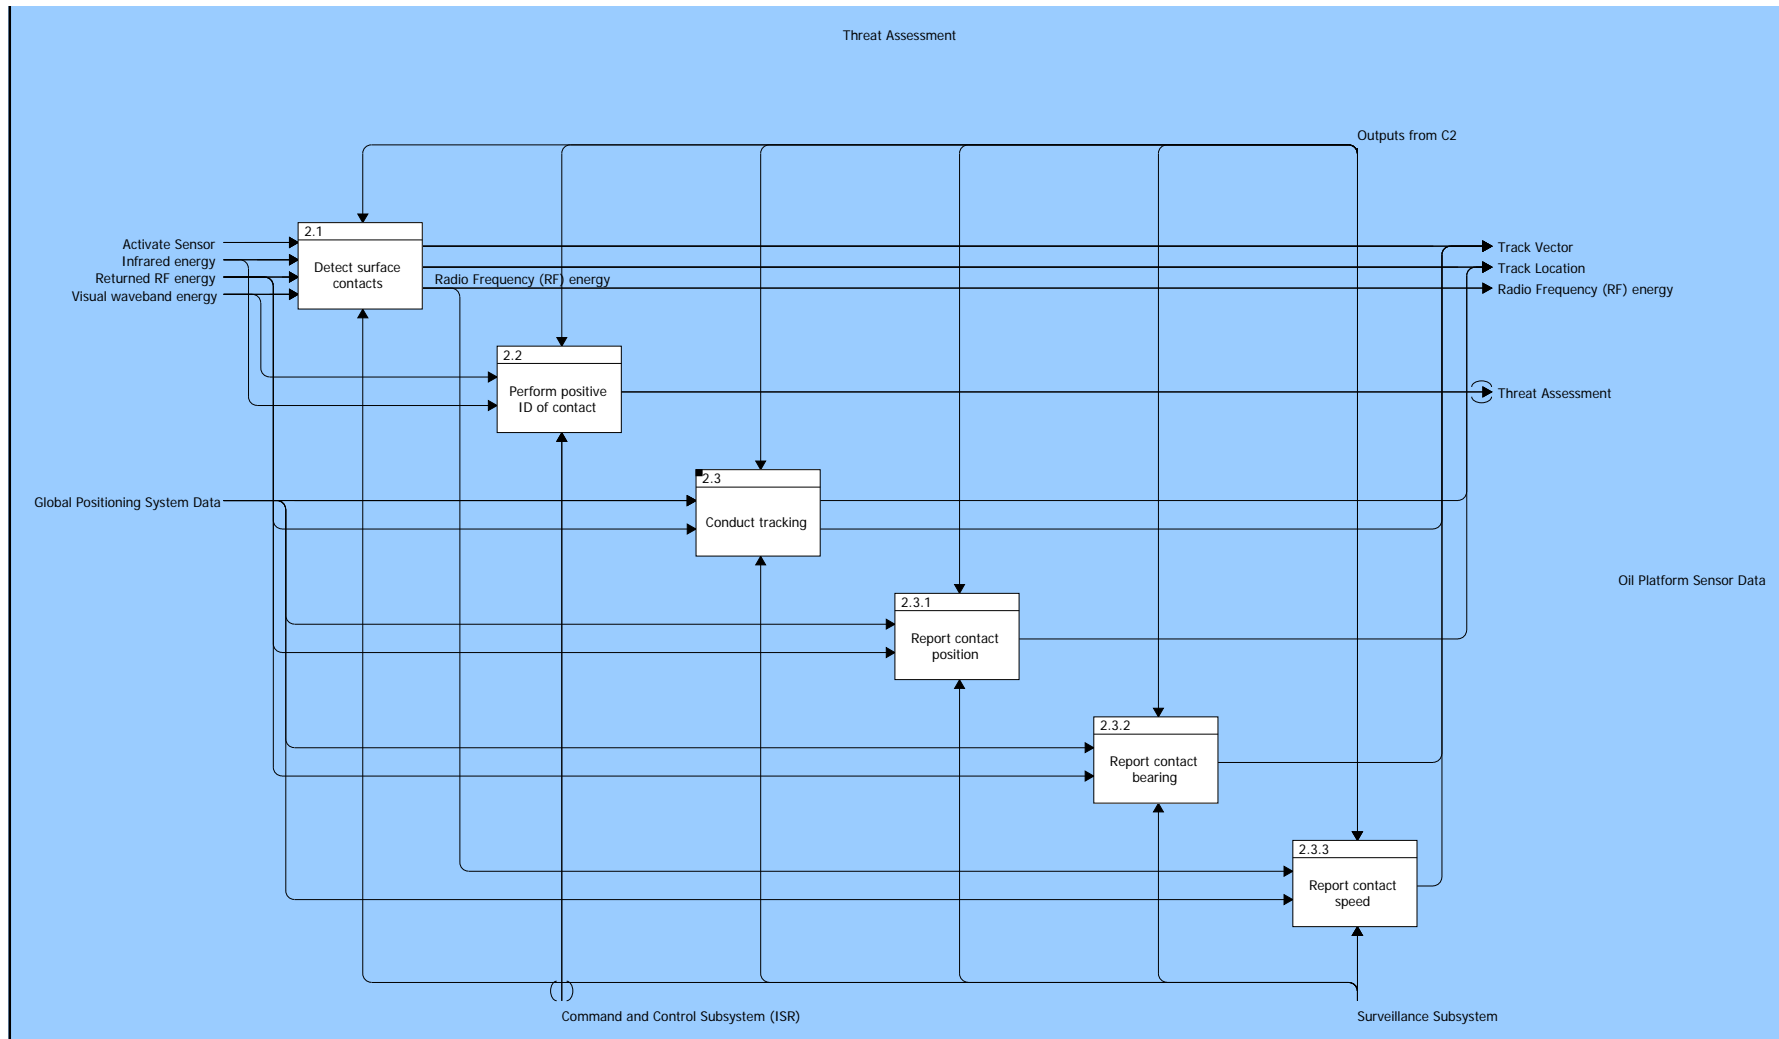 Threat Assessment
Outputs from C2
2.1
Detect surface
contacts
Activate Sensor
Infrared energy
Returned RF energy
Visual waveband energy
Radio Frequency (RF) energy
Track Vector
Track Location
Radio Frequency (RF) energy
2.2
Perform positive
ID of contact
Threat Assessment
2.3
Conduct tracking
Global Positioning System Data
Oil Platform Sensor Data
2.3.1
Report contact
position
2.3.2
Report contact
bearing
2.3.3
Report contact
speed
Command and Control Subsystem (ISR)
Surveillance Subsystem